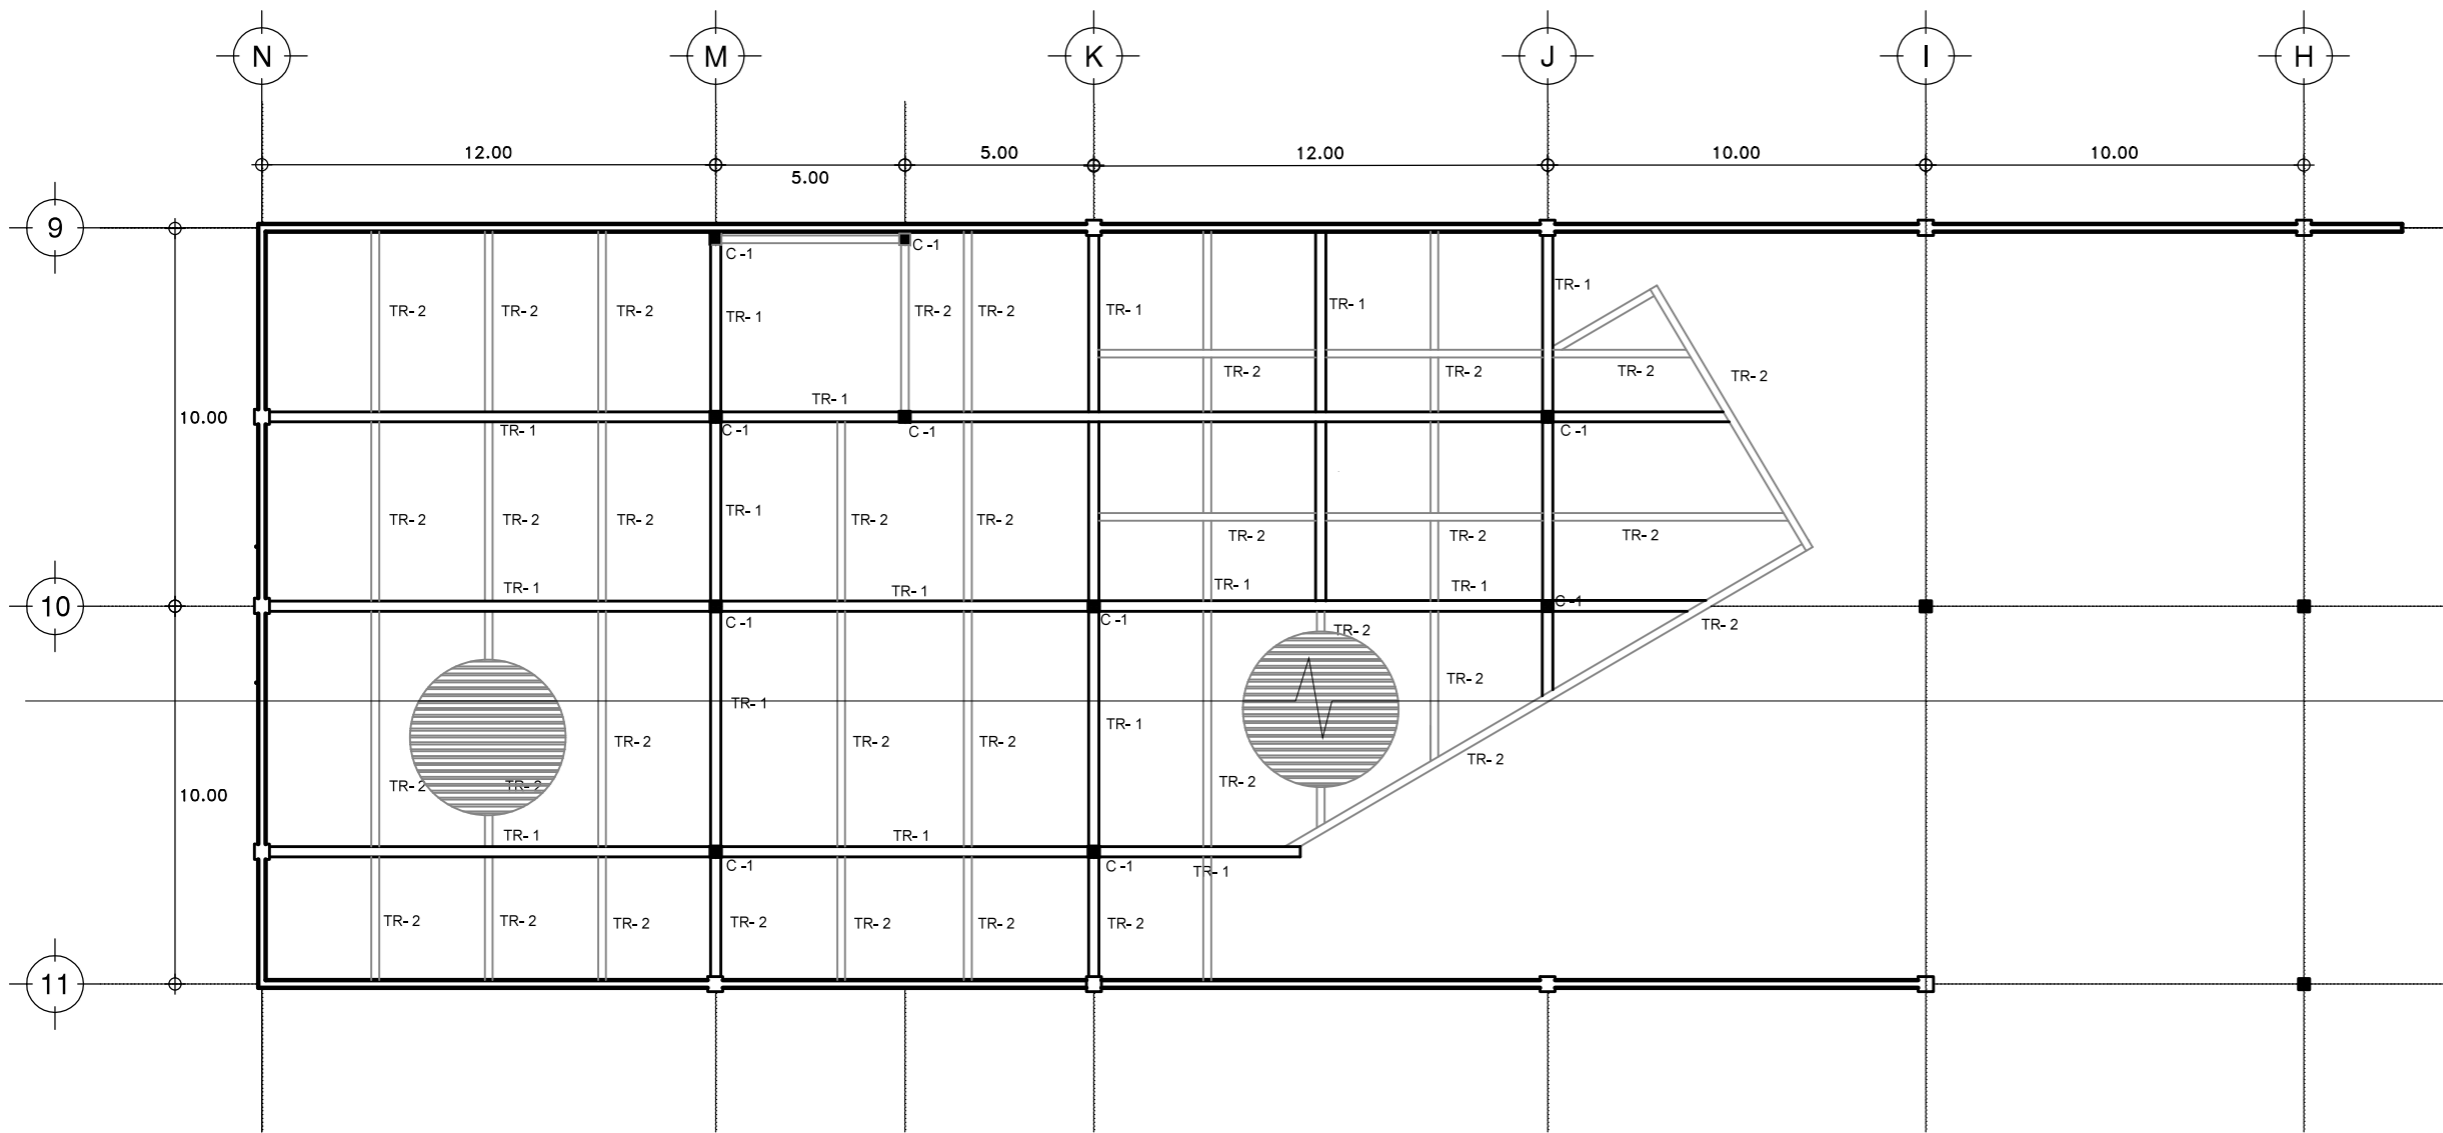 N M K J I H
12.00 5.00 12.00 10.00 10.00
5.00
9
C-1 C-1
TR-1
TR-2 TR-2 TR-2 TR-1 TR-2 TR-2 TR-1 TR-1
TR-2 TR-2 TR-2 TR-2
TR-1
10.00
TR-1 C-1 C-1 C-1
TR-2 TR-2 TR-2 TR-1 TR-2 TR-2
TR-2 TR-2 TR-2
TR-1 TR-1 TR-1 TR-1
10 C-1
C-1 C-1 TR-2 TR-2
TR-2
TR-1 TR-1
TR-2 TR-2 TR-2
TR-2
TR-2 TR-2 TR-2
10.00
TR-1 TR-1
C-1 C-1 TR-1
TR-2 TR-2 TR-2 TR-2 TR-2 TR-2 TR-2
11